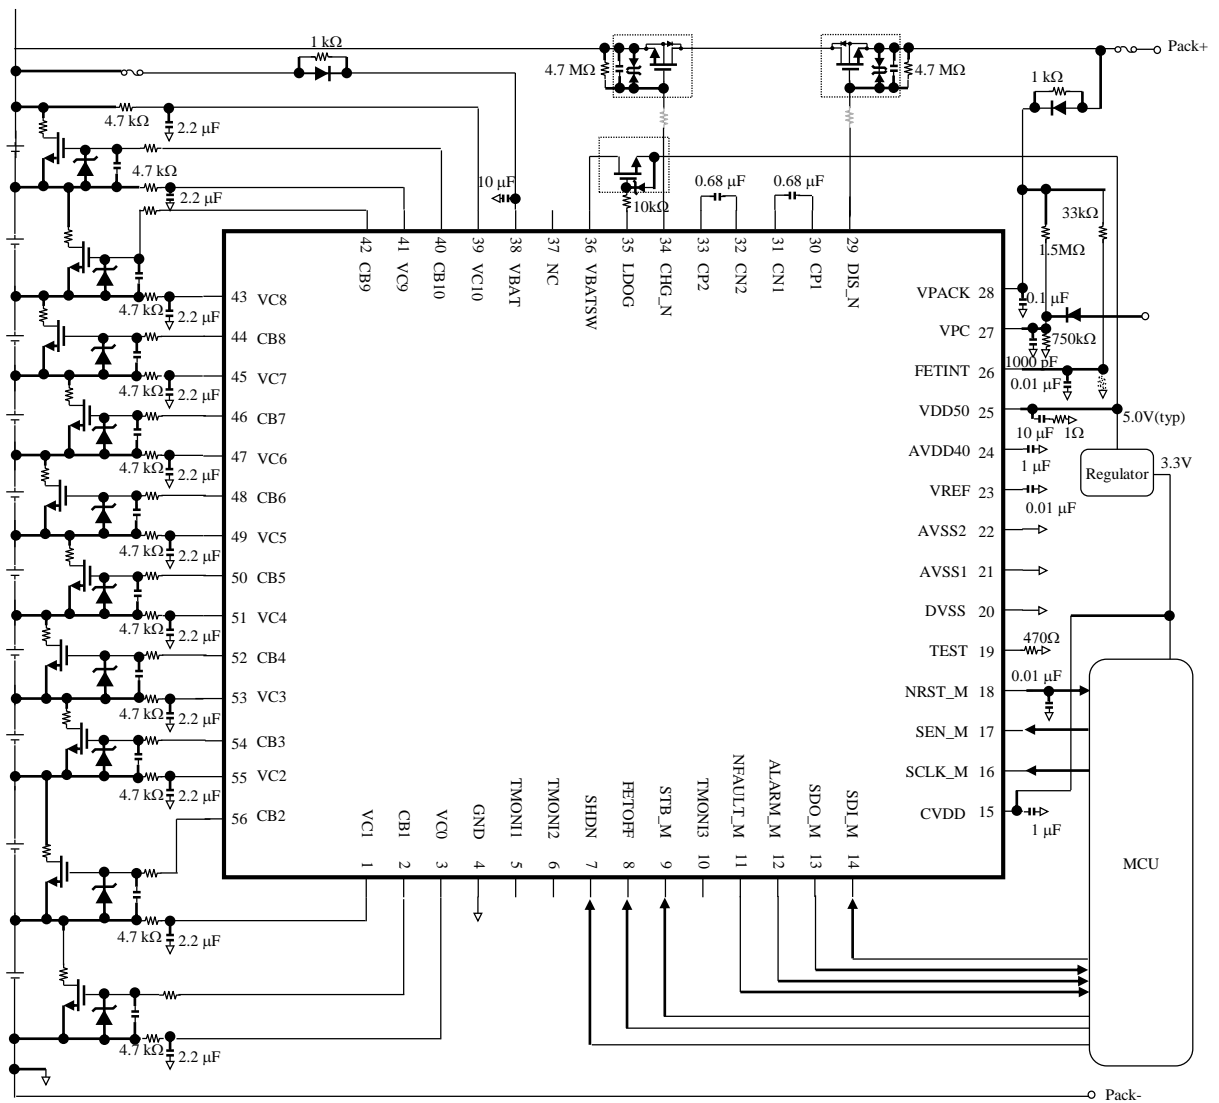 1 kΩ
Pack+
4.7 MΩ
4.7 MΩ
1 kΩ
4.7 kΩ
2.2 µF
4.7 kΩ
2.2 µF
10 µF
10kΩ
0.68 µF
0.68 µF
33kΩ
1.5MΩ
42 CB9
41 VC9
40 CB10
39 VC10
38 VBAT
37 NC
36 VBATSW
35 LDOG
34 CHG_N
33 CP2
32 CN2
31 CN1
30 CP1
29 DIS_N
43 VC8
4.7 kΩ
2.2 µF
44 CB8
45 VC7
4.7 kΩ
2.2 µF
46 CB7
47 VC6
4.7 kΩ
2.2 µF
48 CB6
49 VC5
4.7 kΩ
2.2 µF
50 CB5
51 VC4
4.7 kΩ
2.2 µF
52 CB4
53 VC3
4.7 kΩ
2.2 µF
54 CB3
55 VC2
4.7 kΩ
2.2 µF
56 CB2
VPACK 28
0.1 µF
VPC 27
750kΩ
1000 pF
FETINT 26
0.01 µF
VDD50 25
5.0V(typ)
10 µF
1Ω
AVDD40 24
1 µF
Regulator
3.3V
VREF 23
0.01 µF
AVSS2 22
AVSS1 21
DVSS 20
TEST 19
470Ω
NRST_M 18
0.01 µF
SEN_M 17
SCLK_M 16
CVDD 15
1 µF
MCU
VC1 1
CB1 2
VC0 3
GND 4
TMONI1 5
TMONI2 6
SHDN 7
FETOFF 8
STB_M 9
TMONI3 10
NFAULT_M 11
ALARM_M 12
SDO_M 13
SDI_M 14
4.7 kΩ
2.2 µF
4.7 kΩ
2.2 µF
Pack-